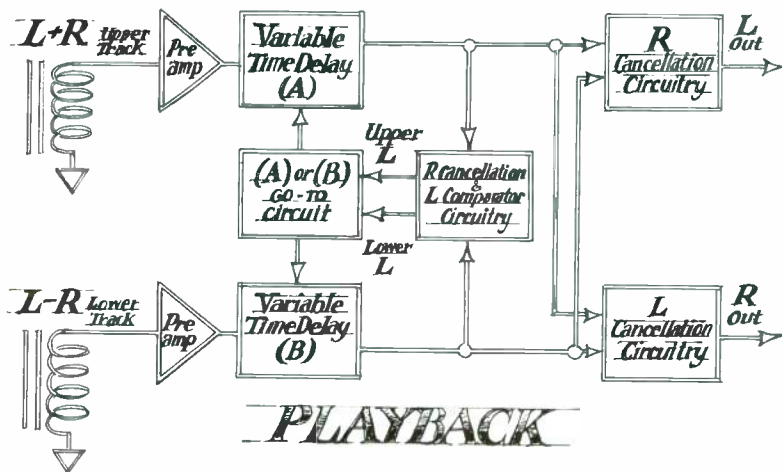 L+R Upper
Track
Pre
amp
Variable
Time Delay
(A)
R
Cancellation
Circuitry
L
Out
(A) or (B)
GO-TO
Circuit
Upper
L
Lower
L
R cancellation
&
L Comparator
Circuitry
L-R Lower
Track
Pre
amp
Variable
Time Delay
(B)
L
Cancellation
Circuitry
R
Out
PLAYBACK